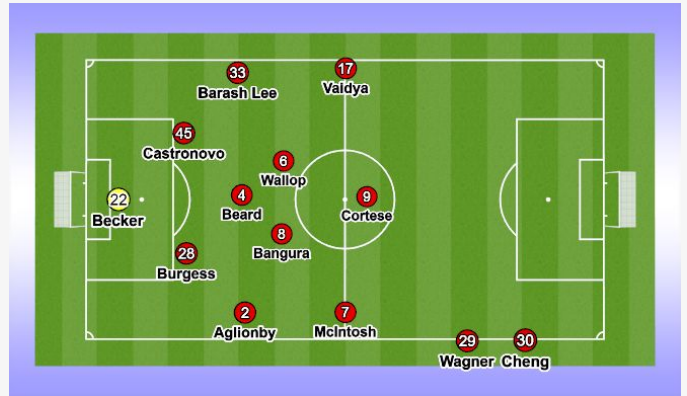 33
Barash Lee
17
Vaidya
45
Castronovo
6
Wallop
22
Becker
4
Beard
9
Cortese
8
Bangura
28
Burgess
2
Aglionby
7
McIntosh
29
Wagner
30
Cheng